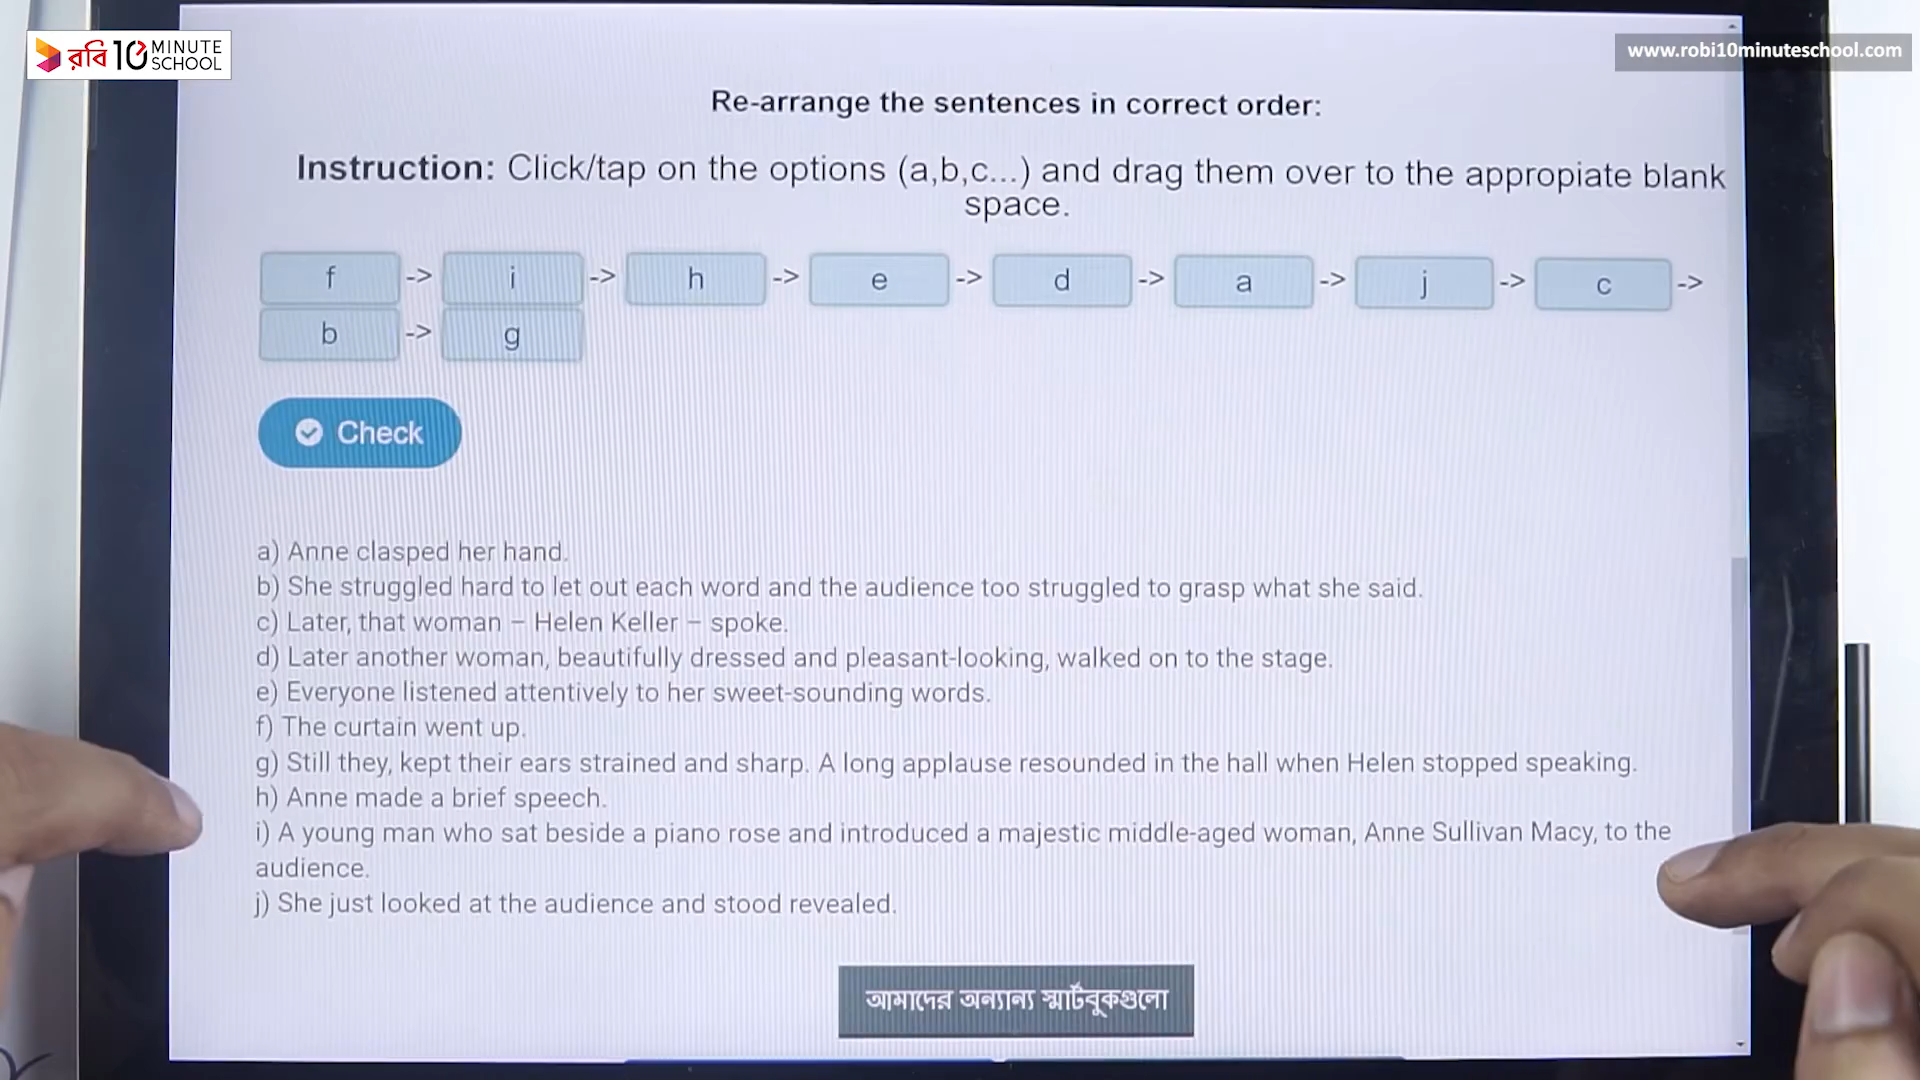 রবি 10 MINUTE SCHOOL
www.robi10minuteschool.com
Re-arrange the sentences in correct order:
Instruction: Click/tap on the options (a,b,c...) and drag them over to the appropiate blank
space.
f -> i -> h -> e -> d -> a -> j -> c ->
b -> g
Check
a) Anne clasped her hand.
b) She struggled hard to let out each word and the audience too struggled to grasp what she said.
c) Later, that woman – Helen Keller – spoke.
d) Later another woman, beautifully dressed and pleasant-looking, walked on to the stage.
e) Everyone listened attentively to her sweet-sounding words.
f) The curtain went up.
g) Still they, kept their ears strained and sharp. A long applause resounded in the hall when Helen stopped speaking.
h) Anne made a brief speech.
i) A young man who sat beside a piano rose and introduced a majestic middle-aged woman, Anne Sullivan Macy, to the
audience.
j) She just looked at the audience and stood revealed.
আমাদের অন্যান্য স্মার্টবুকগুলো